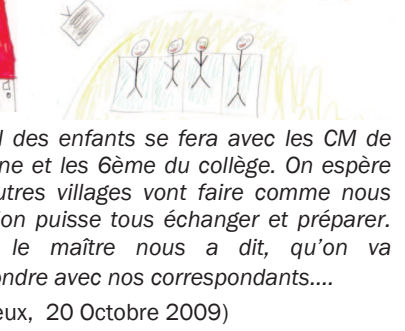 des enfants se fera avec les CM de
ne et les 6ème du collège. On espère
utres villages vont faire comme nous
on puisse tous échanger et préparer.
le maître nous a dit, qu'on va
ondre avec nos correspondants....
eux, 20 Octobre 2009)